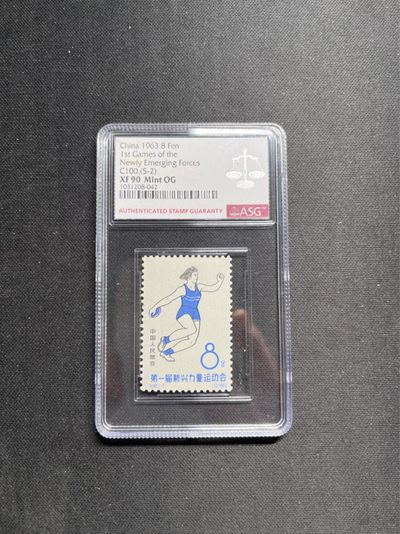 China 1963 8 Fen
1st Games of the
Newly Emerging Forces
C100.(5-2)
XF 90 Mint OG
1031208-042
AUTHENTICATED STAMP GUARANTY
ASG
中国人民邮政
8分
第一届新兴力量运动会